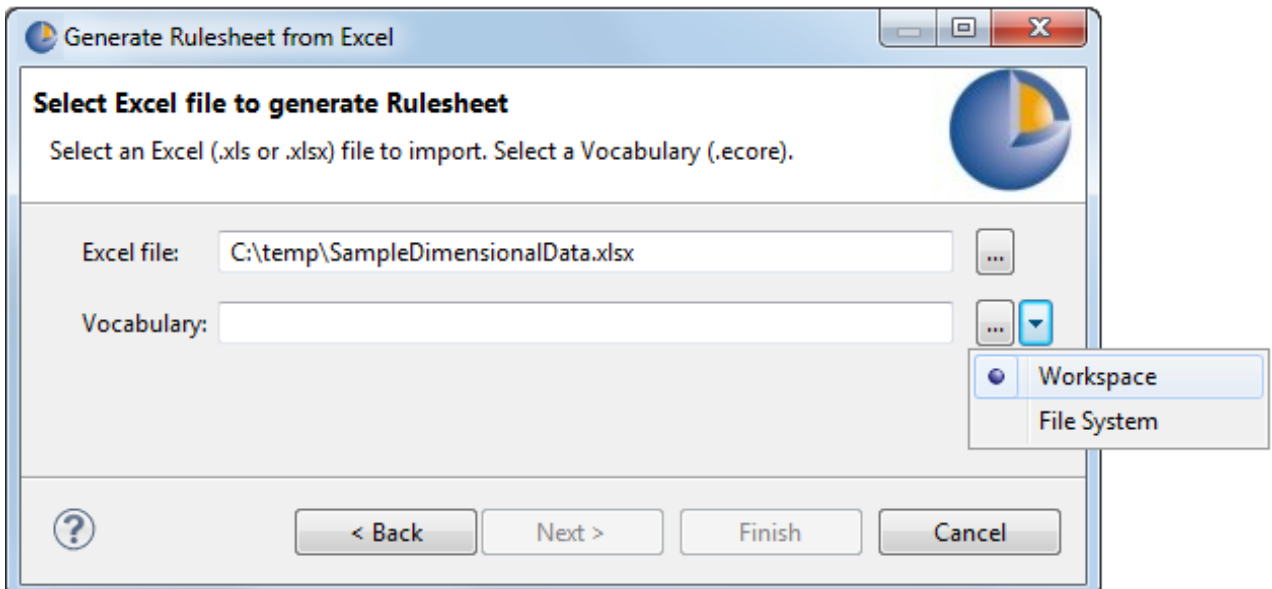 Generate Rulesheet from Excel
Select Excel file to generate Rulesheet
Select an Excel (.xls or .xlsx) file to import. Select a Vocabulary (.ecore).
Excel file: C:\temp\SampleDimensionalData.xlsx ...
Vocabulary: ...
Workspace
File System
? < Back Next > Finish Cancel